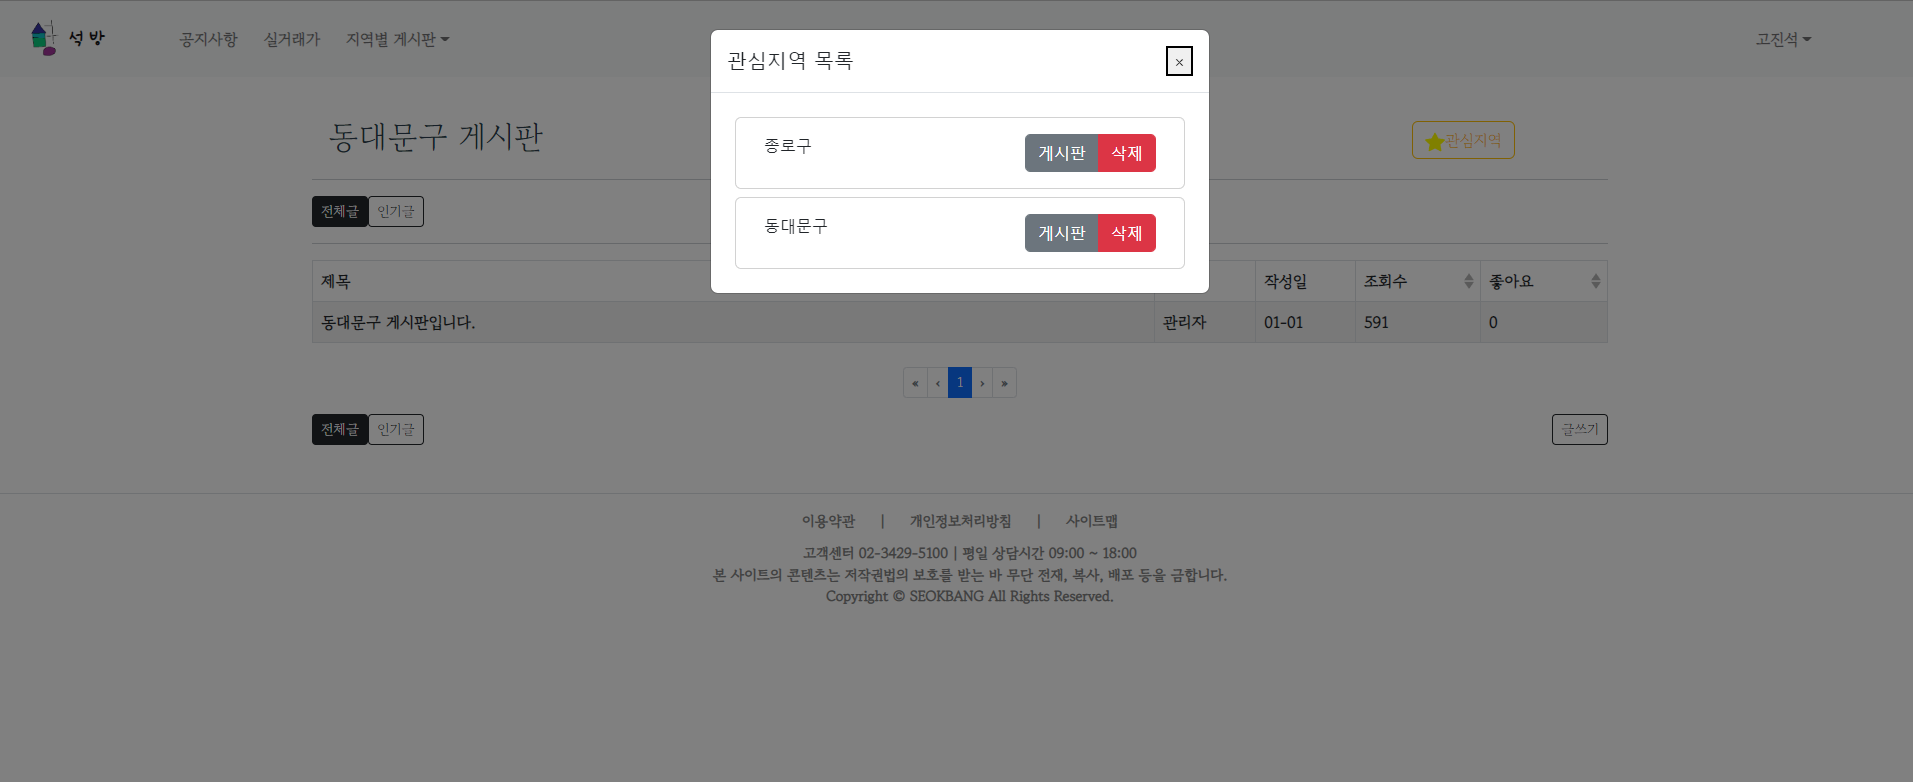 석방 공지사항 실거래가 지역별 게시판 고진석
관심지역 목록 ×
종로구 게시판 삭제
동대문구 게시판 삭제
동대문구 게시판 관심지역
전체글 인기글
제목 작성일 조회수 좋아요
동대문구 게시판입니다. 관리자 01-01 591 0
« ‹ 1 › »
전체글 인기글 글쓰기
이용약관 | 개인정보처리방침 | 사이트맵
고객센터 02-3429-5100 | 평일 상담시간 09:00 ~ 18:00
본 사이트의 콘텐츠는 저작권법의 보호를 받는 바 무단 전재, 복사, 배포 등을 금합니다.
Copyright © SEOKBANG All Rights Reserved.